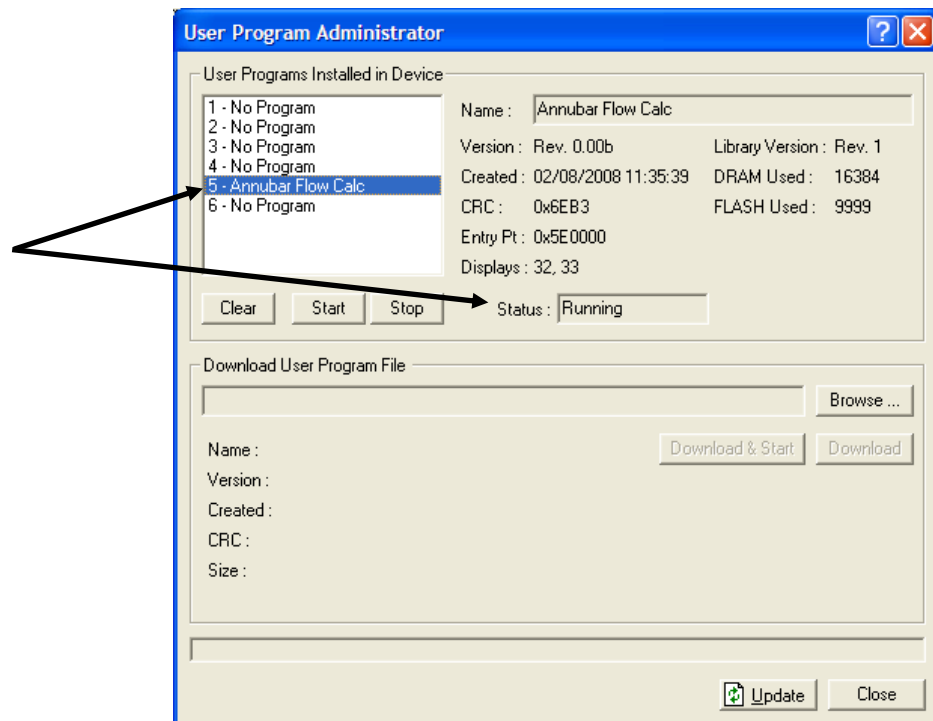 User Program Administrator
User Programs Installed in Device
1 - No Program
2 - No Program
3 - No Program
4 - No Program
5 - Annubar Flow Calc
6 - No Program
Name : Annubar Flow Calc
Version : Rev. 0.00b Library Version : Rev. 1
Created : 02/08/2008 11:35:39 DRAM Used : 16384
CRC : 0x6EB3 FLASH Used : 9999
Entry Pt : 0x5E0000
Displays : 32, 33
Clear Start Stop Status : Running
Download User Program File
Browse ...
Name : Download & Start Download
Version :
Created :
CRC :
Size :
Update Close